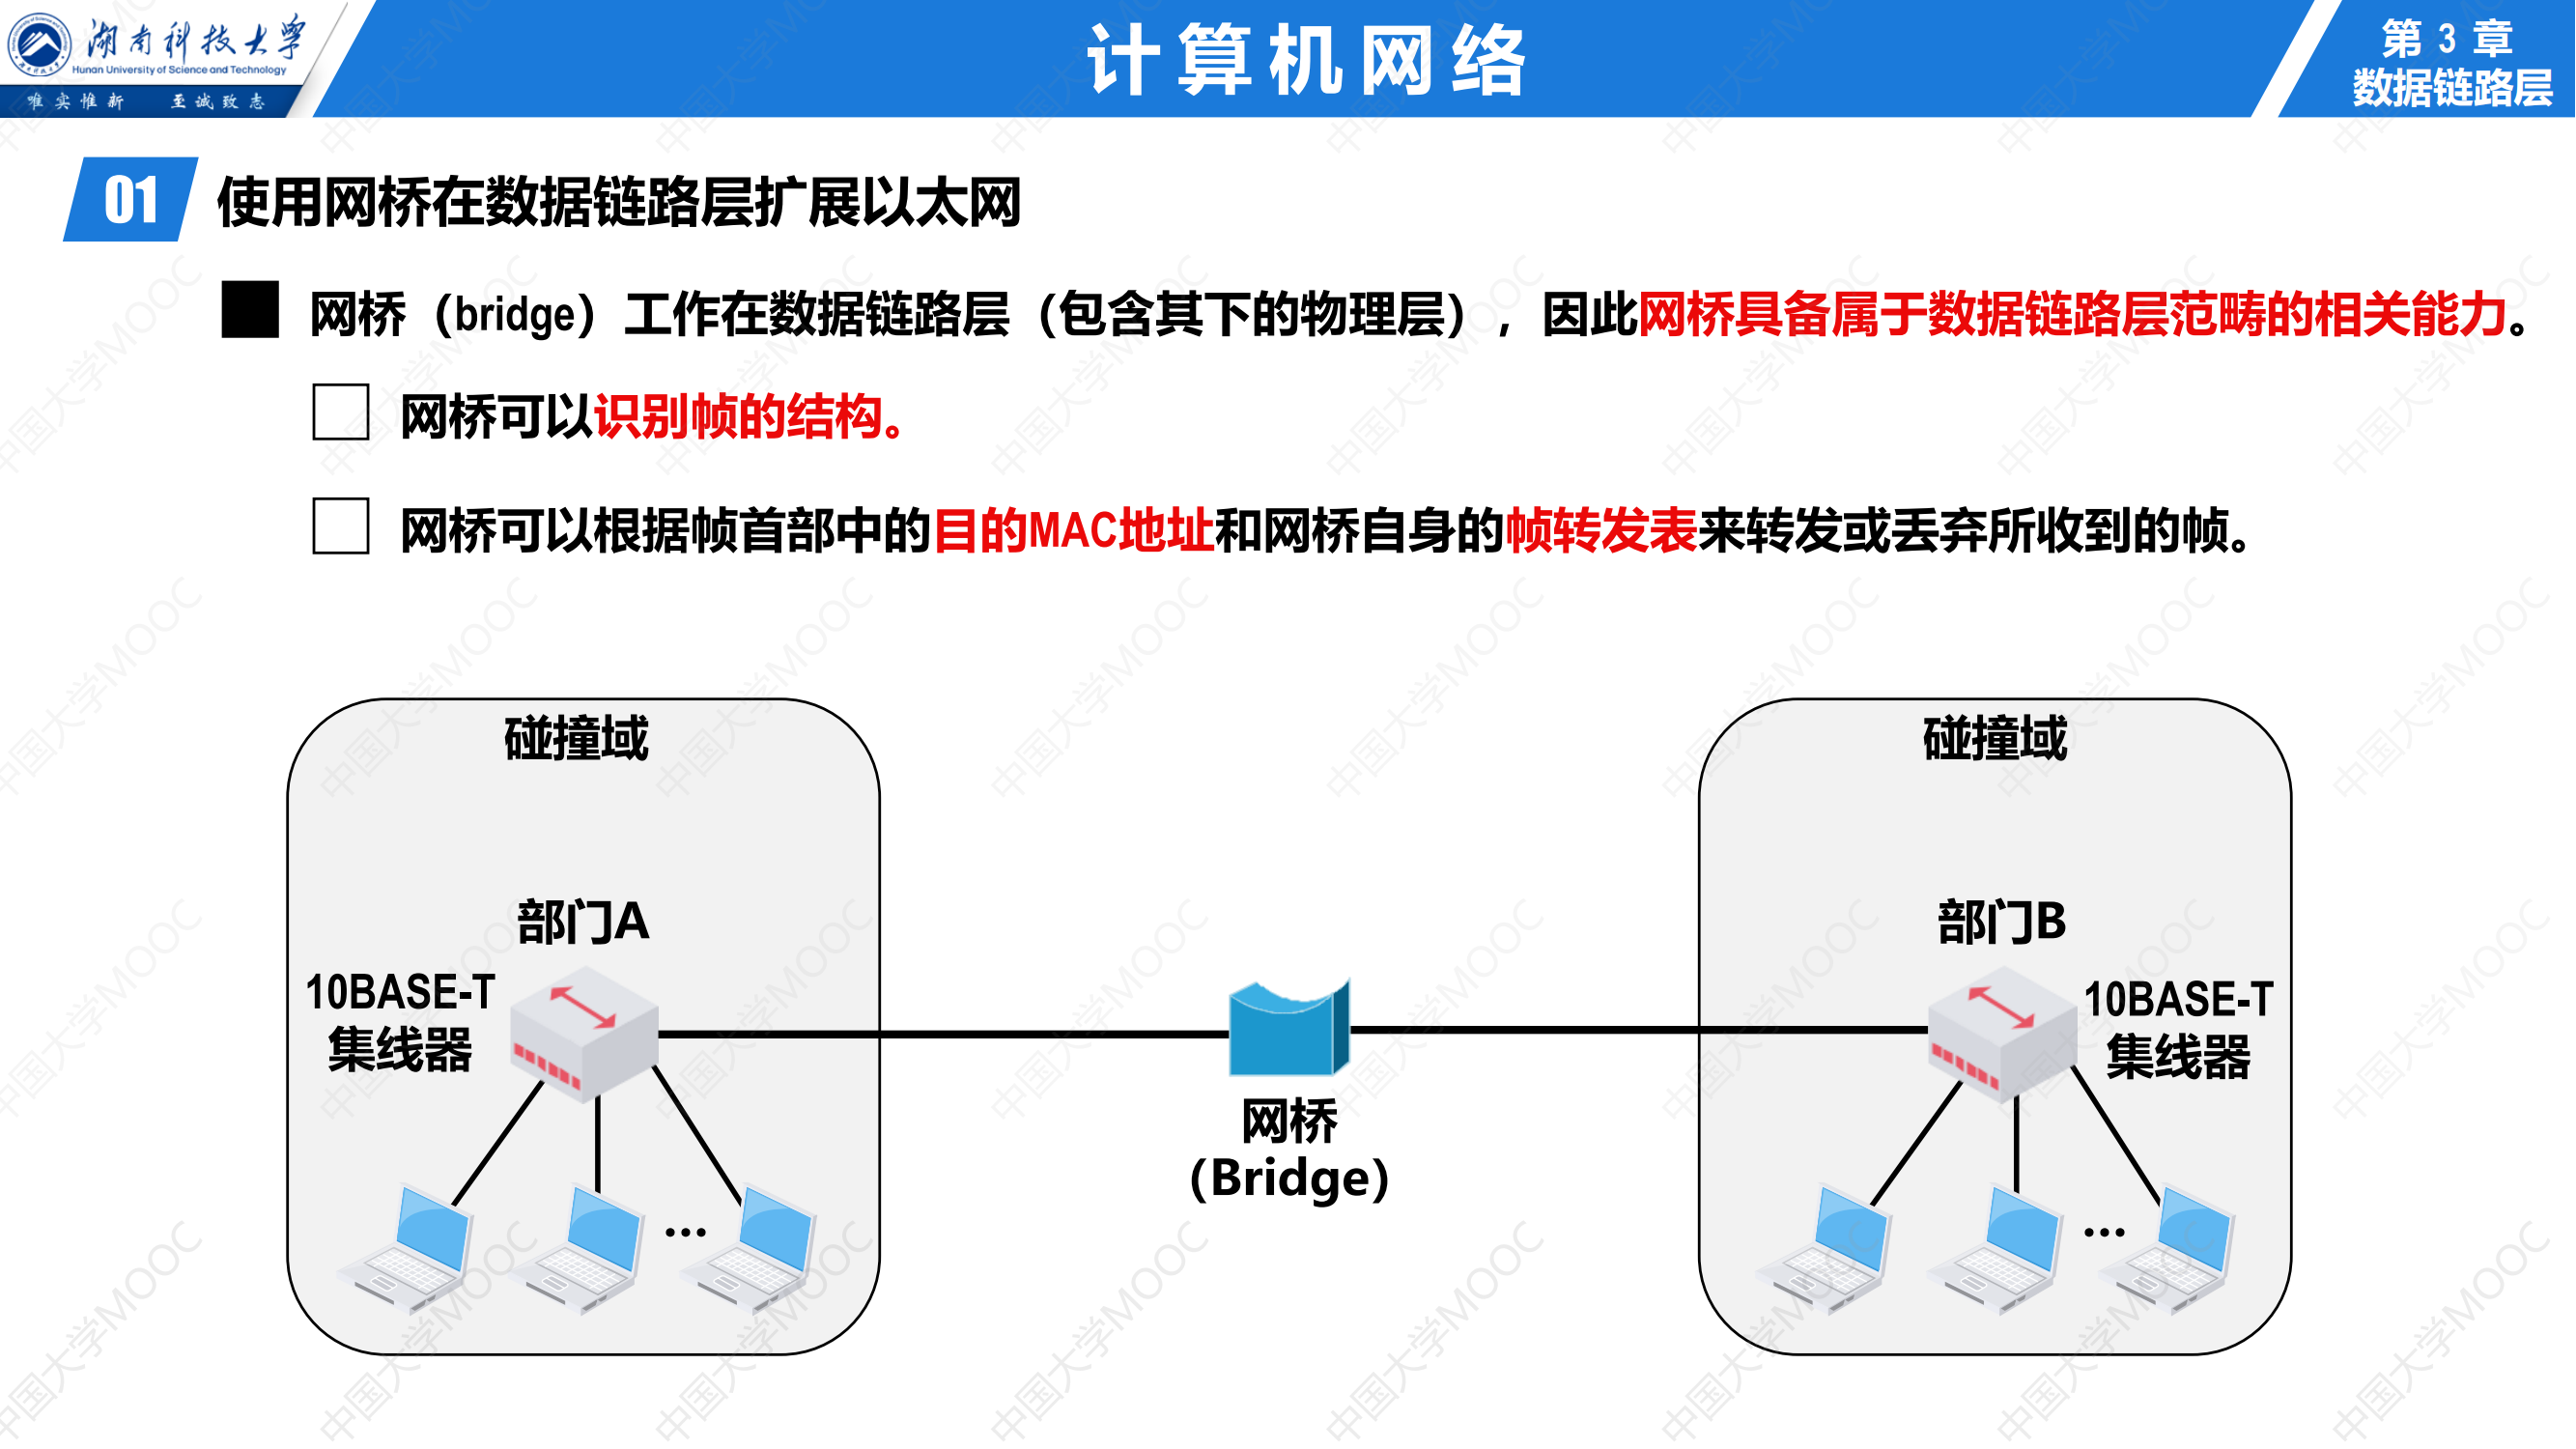 湖南科技大学
Hunan University of Science and Technology
唯实惟新 至诚致志
计算机网络
第 3 章
数据链路层
01 使用网桥在数据链路层扩展以太网
网桥（bridge）工作在数据链路层（包含其下的物理层），因此网桥具备属于数据链路层范畴的相关能力。
网桥可以识别帧的结构。
网桥可以根据帧首部中的目的MAC地址和网桥自身的帧转发表来转发或丢弃所收到的帧。
碰撞域
碰撞域
部门A
部门B
10BASE-T
集线器
10BASE-T
集线器
网桥
（Bridge）
...
...
中国大学MOOC